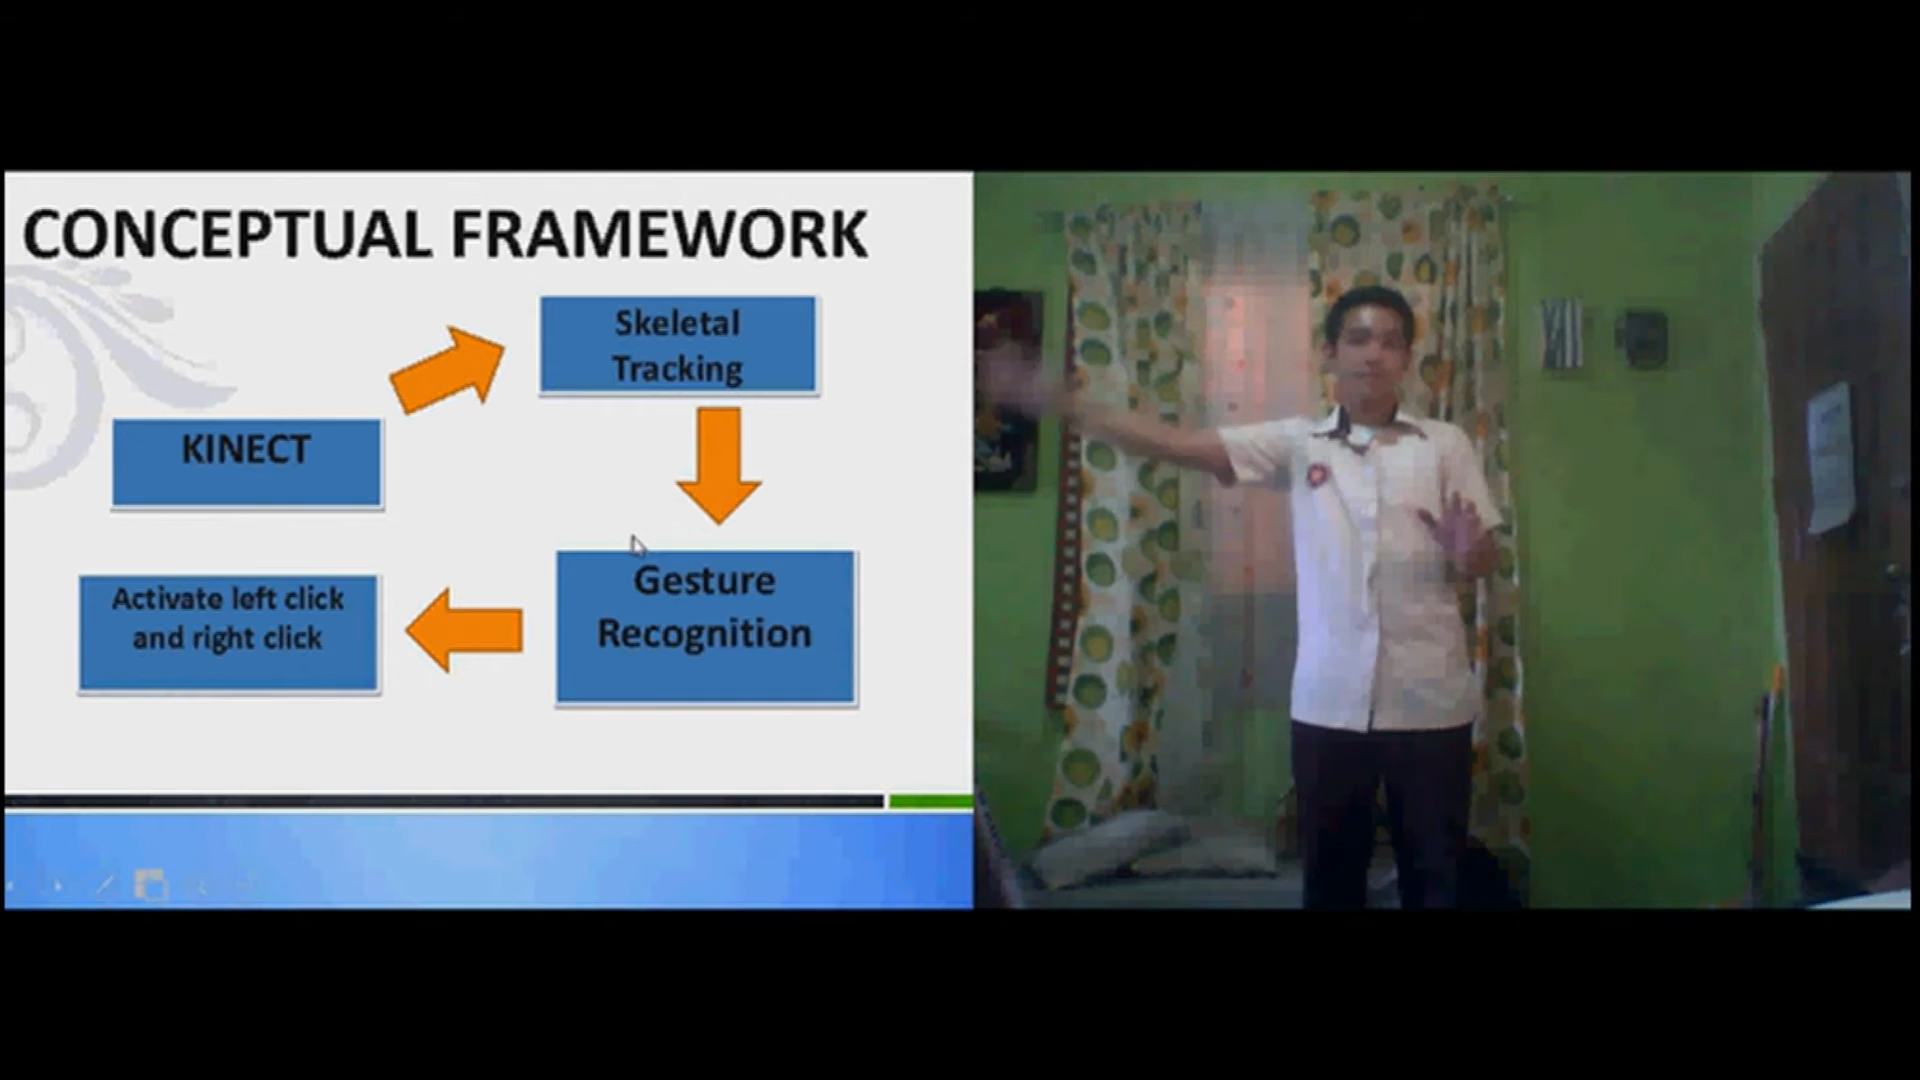 CONCEPTUAL FRAMEWORK
Skeletal
Tracking
KINECT
Gesture
Recognition
Activate left click
and right click